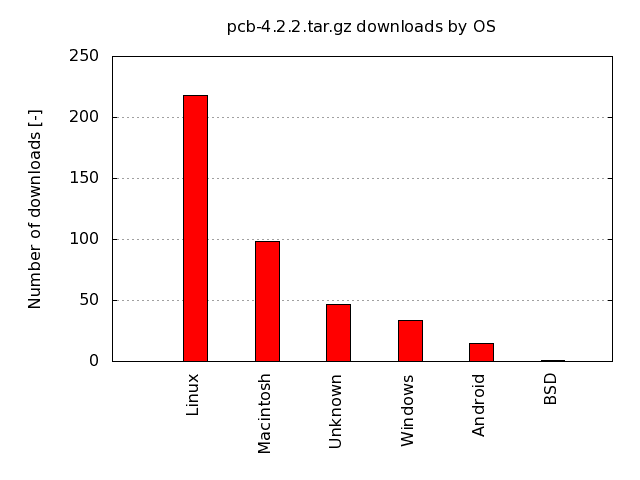 pcb-4.2.2.tar.gz downloads by OS
250
200
150
100
50
0
Number of downloads [-]
Linux
Macintosh
Unknown
Windows
Android
BSD